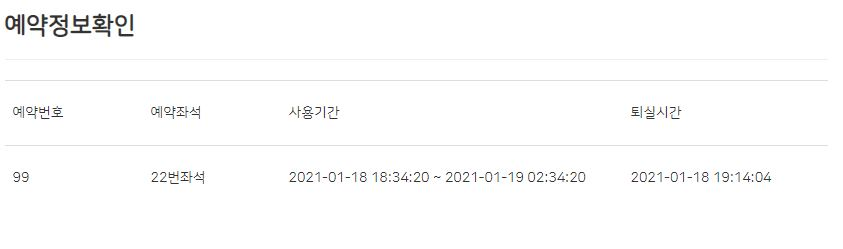 예약정보확인
예약번호 예약좌석 사용기간 퇴실시간
99 22번좌석 2021-01-18 18:34:20 ~ 2021-01-19 02:34:20 2021-01-18 19:14:04